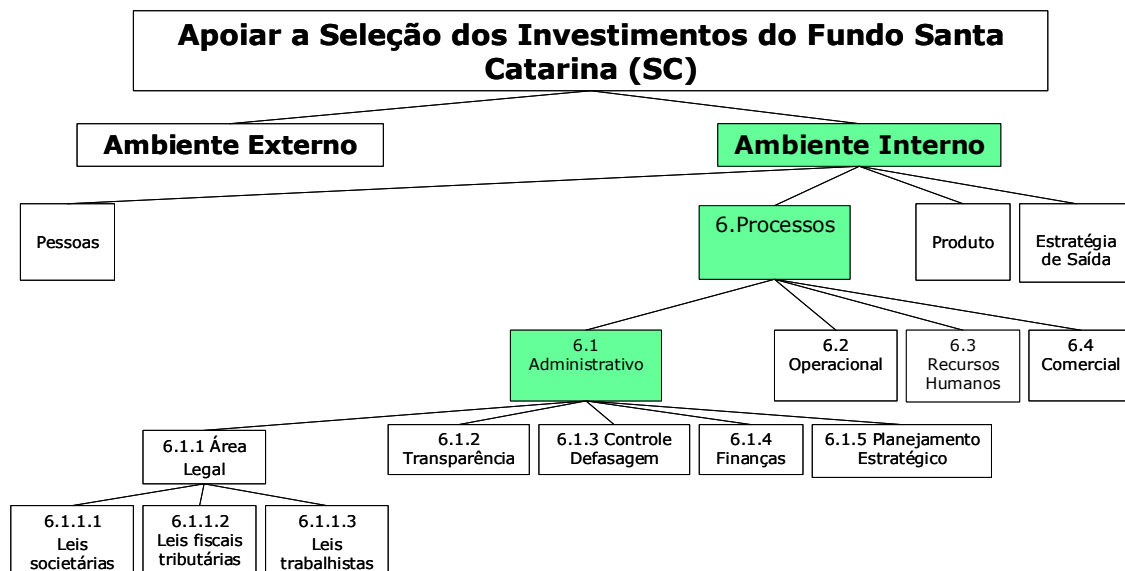 Apoiar a Seleção dos Investimentos do Fundo Santa
Catarina (SC)
Ambiente Externo
Ambiente Interno
Pessoas
6.Processos
Produto
Estratégia
de Saída
6.1
Administrativo
6.2
Operacional
6.3
Recursos
Humanos
6.4
Comercial
6.1.1 Área
Legal
6.1.2
Transparência
6.1.3 Controle
Defasagem
6.1.4
Finanças
6.1.5 Planejamento
Estratégico
6.1.1.1
Leis
societárias
6.1.1.2
Leis fiscais
tributárias
6.1.1.3
Leis
trabalhistas